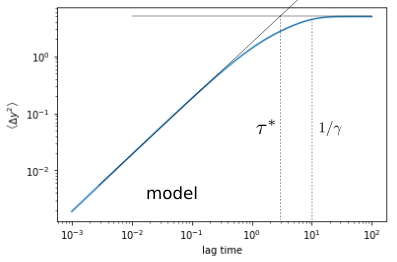 10⁰
10⁻¹
10⁻²
⟨Δy²⟩
τ*
1/γ
model
10⁻³ 10⁻² 10⁻¹ 10⁰ 10¹ 10²
lag time